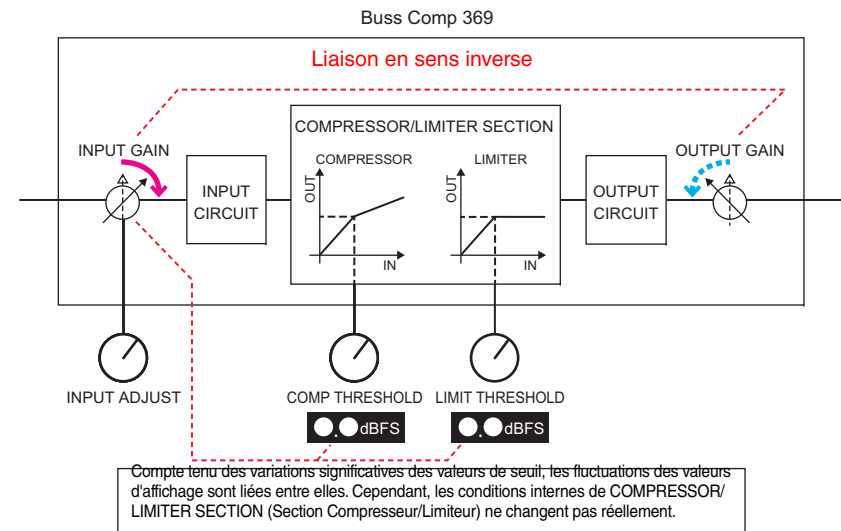 Buss Comp 369
Liaison en sens inverse
COMPRESSOR/LIMITER SECTION
INPUT GAIN
OUTPUT GAIN
COMPRESSOR
LIMITER
INPUT
CIRCUIT
OUT
IN
OUT
IN
OUTPUT
CIRCUIT
INPUT ADJUST
COMP THRESHOLD
LIMIT THRESHOLD
dBFS
dBFS
Compte tenu des variations significatives des valeurs de seuil, les fluctuations des valeurs
d'affichage sont liées entre elles. Cependant, les conditions internes de COMPRESSOR/
LIMITER SECTION (Section Compresseur/Limiteur) ne changent pas réellement.